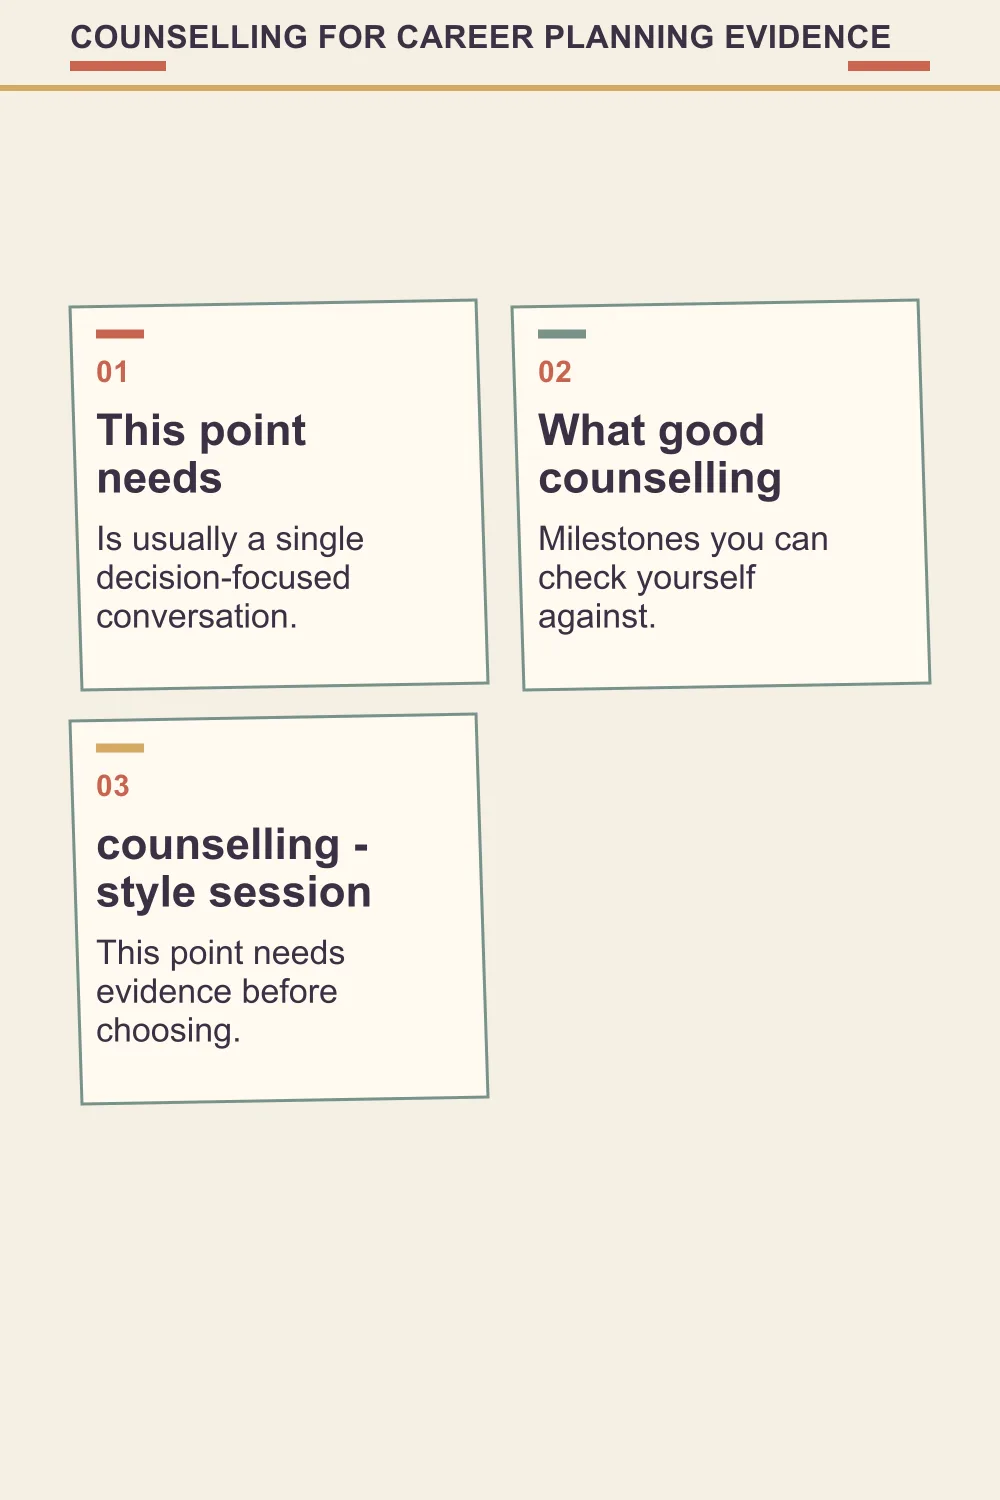 COUNSELLING FOR CAREER PLANNING EVIDENCE
01
This point
needs
Is usually a single
decision-focused
conversation.
02
What good
counselling
Milestones you can
check yourself
against.
03
counselling -
style session
This point needs
evidence before
choosing.